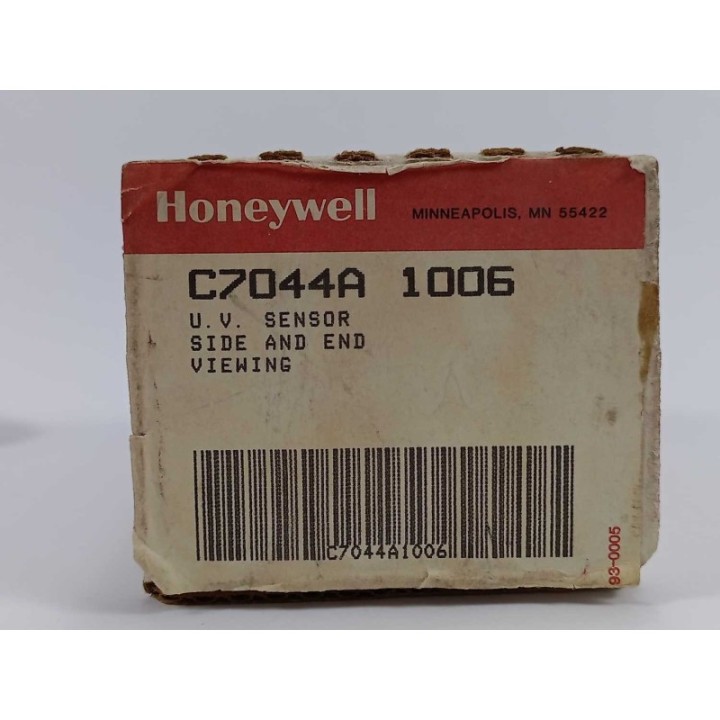 Honeywell MINNEAPOLIS, MN 55422
C7044A 1006
U.V. SENSOR
SIDE AND END
VIEWING
C7044A1006
93-0005